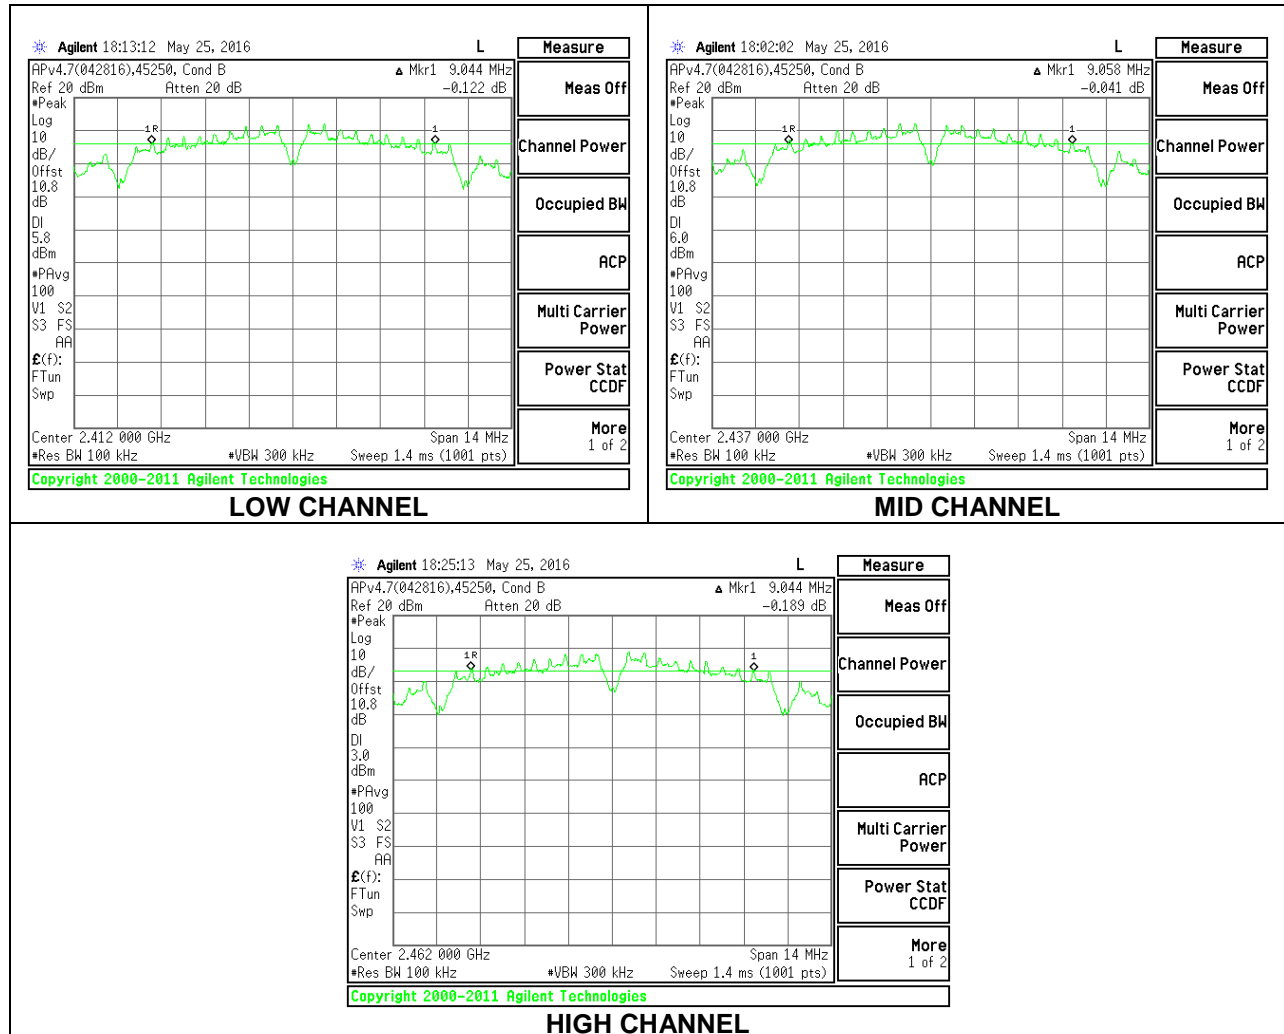 Agilent 18:13:12 May 25, 2016 L Measure
APv4.7(042816),45250, Cond B Δ Mkr1 9.044 MHz
Ref 20 dBm Atten 20 dB -0.122 dB
#Peak
Log
10
dB/
Offst
10.8
dB
DI
5.8
dBm
#PAvg
100
V1 S2
S3 FS
AA
£(f):
FTun
Swp
1R
1
Center 2.412 000 GHz Span 14 MHz
#Res BW 100 kHz #VBW 300 kHz Sweep 1.4 ms (1001 pts)
Meas Off
Channel Power
Occupied BW
ACP
Multi Carrier
Power
Power Stat
CCDF
More
1 of 2
Copyright 2000-2011 Agilent Technologies
LOW CHANNEL
Agilent 18:02:02 May 25, 2016 L Measure
APv4.7(042816),45250, Cond B Δ Mkr1 9.058 MHz
Ref 20 dBm Atten 20 dB -0.041 dB
#Peak
Log
10
dB/
Offst
10.8
dB
DI
6.0
dBm
#PAvg
100
V1 S2
S3 FS
AA
£(f):
FTun
Swp
1R
1
Center 2.437 000 GHz Span 14 MHz
#Res BW 100 kHz #VBW 300 kHz Sweep 1.4 ms (1001 pts)
Meas Off
Channel Power
Occupied BW
ACP
Multi Carrier
Power
Power Stat
CCDF
More
1 of 2
Copyright 2000-2011 Agilent Technologies
MID CHANNEL
Agilent 18:25:13 May 25, 2016 L Measure
APv4.7(042816),45250, Cond B Δ Mkr1 9.044 MHz
Ref 20 dBm Atten 20 dB -0.189 dB
#Peak
Log
10
dB/
Offst
10.8
dB
DI
3.0
dBm
#PAvg
100
V1 S2
S3 FS
AA
£(f):
FTun
Swp
1R
1
Center 2.462 000 GHz Span 14 MHz
#Res BW 100 kHz #VBW 300 kHz Sweep 1.4 ms (1001 pts)
Meas Off
Channel Power
Occupied BW
ACP
Multi Carrier
Power
Power Stat
CCDF
More
1 of 2
Copyright 2000-2011 Agilent Technologies
HIGH CHANNEL